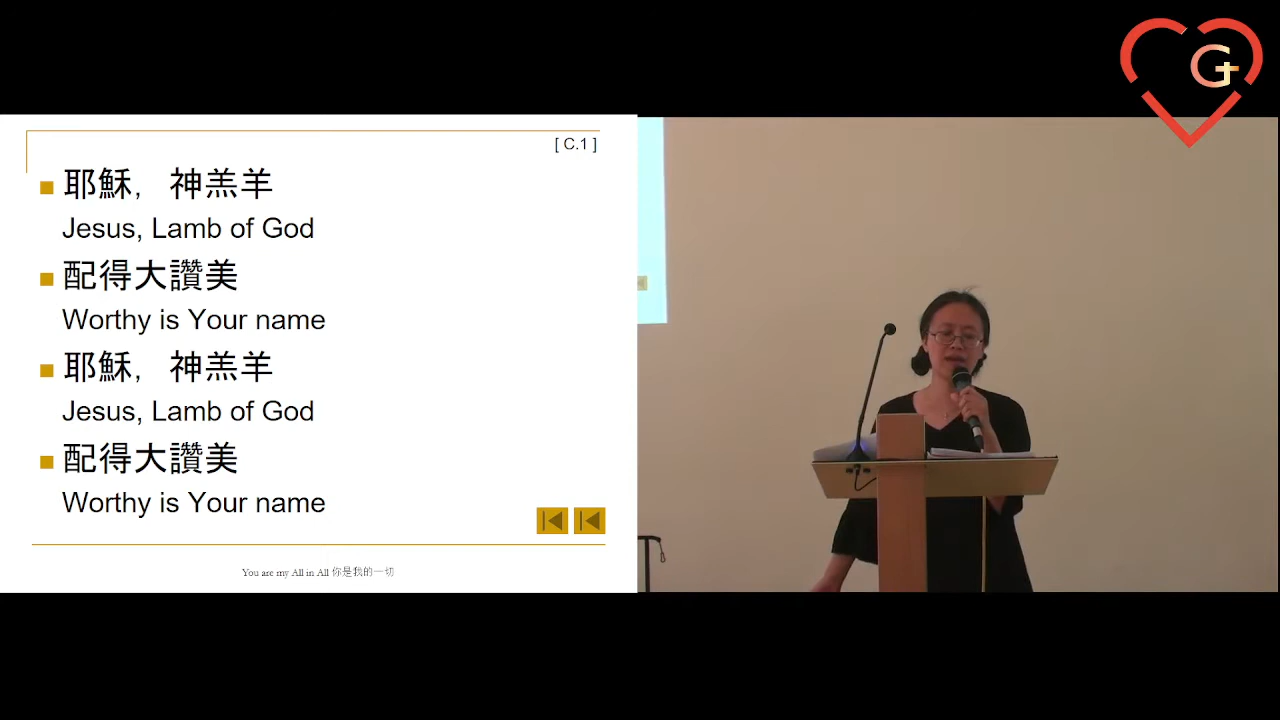 [ C.1 ]
耶穌，神羔羊
Jesus, Lamb of God
配得大讚美
Worthy is Your name
耶穌，神羔羊
Jesus, Lamb of God
配得大讚美
Worthy is Your name
You are my All in All 你是我的一切
G